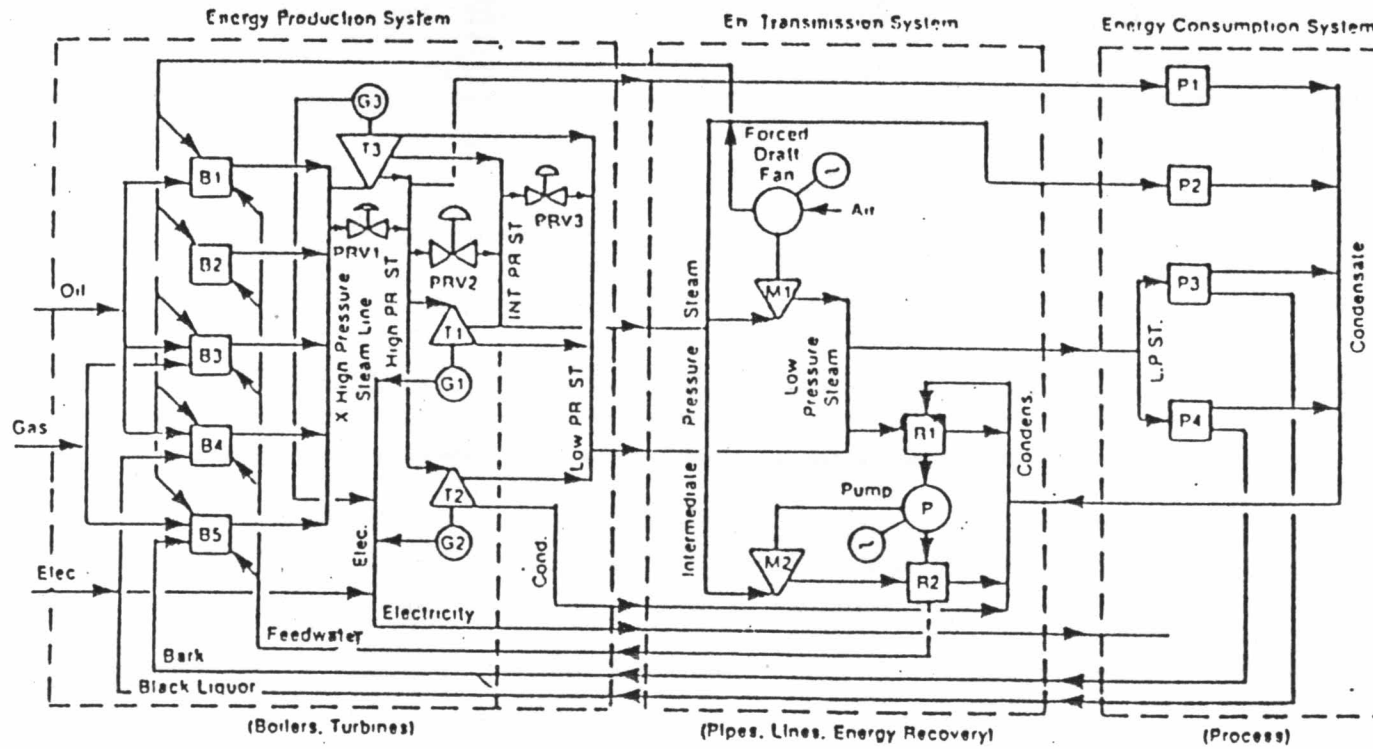 Energy Production System
En. Transmission System
Energy Consumption System
G3
P1
T3
Forced
Draft
Fan
B1
P2
PRV3
Air
PRV1
PRV2
B2
INT PR ST
Steam
P3
Oil
M1
Condensate
T1
B3
X High Pressure
Steam Line
High PR ST
G1
Pressure
Low
Pressure
Steam
L.P ST.
Gas
B4
Low PR ST
R1
Condens.
P4
T2
Pump
P
B5
G2
Intermediate
M2
R2
Elec.
Cond.
Elec
Electricity
Feedwater
Bark
Black Liquor
(Boilers, Turbines)
(Pipes, Lines, Energy Recovery)
(Process)